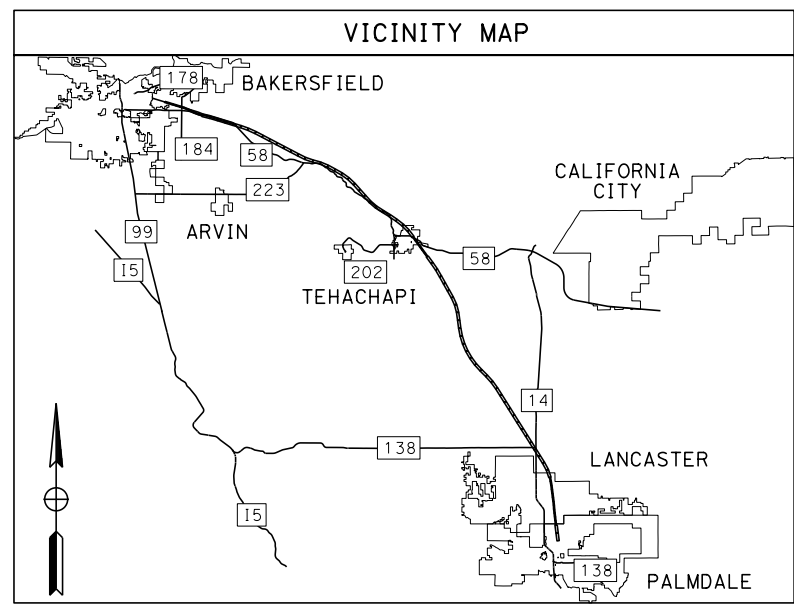 VICINITY MAP
178
BAKERSFIELD
184
58
223
CALIFORNIA
CITY
99
ARVIN
I5
202
58
TEHACHAPI
14
138
LANCASTER
I5
138
PALMDALE